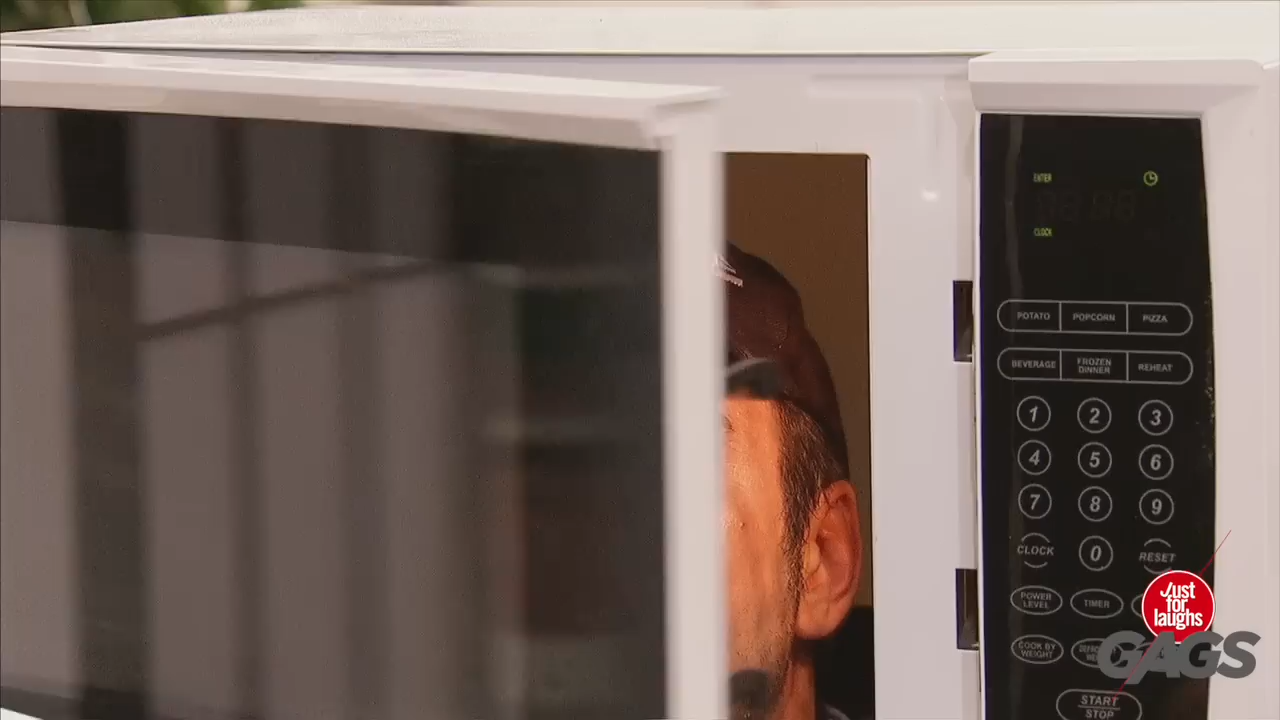 ENTER
CLOCK
POTATO POPCORN PIZZA
BEVERAGE FROZEN DINNER REHEAT
1 2 3
4 5 6
7 8 9
CLOCK 0 RESET
POWER LEVEL TIMER
COOK BY WEIGHT
START
STOP
Just
for
laughs
GAGS